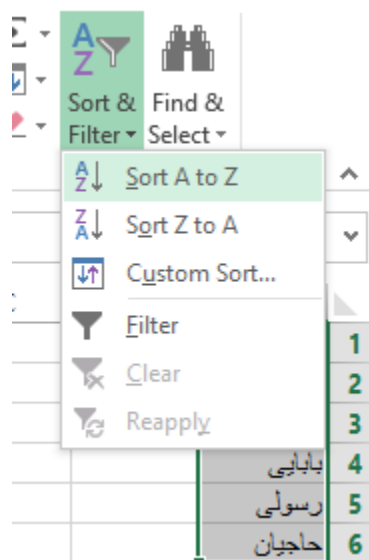 Sort & Filter
Find & Select
Sort A to Z
Sort Z to A
Custom Sort...
Filter
Clear
Reapply
1
2
3
بابایی 4
رسولی 5
حاجیان 6